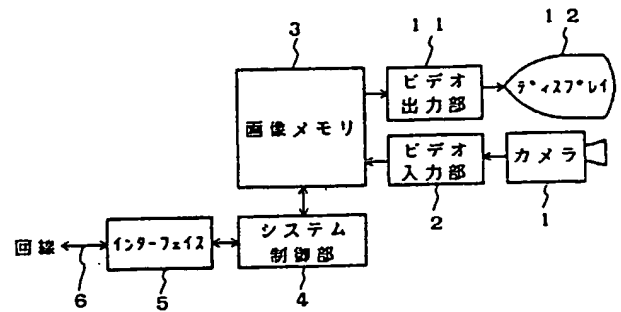 3
１１
１２
ビデオ
出力部
ディスプレイ
画像メモリ
ビデオ
入力部
カメラ
2
1
回線
インターフェイス
システム
制御部
6
5
4